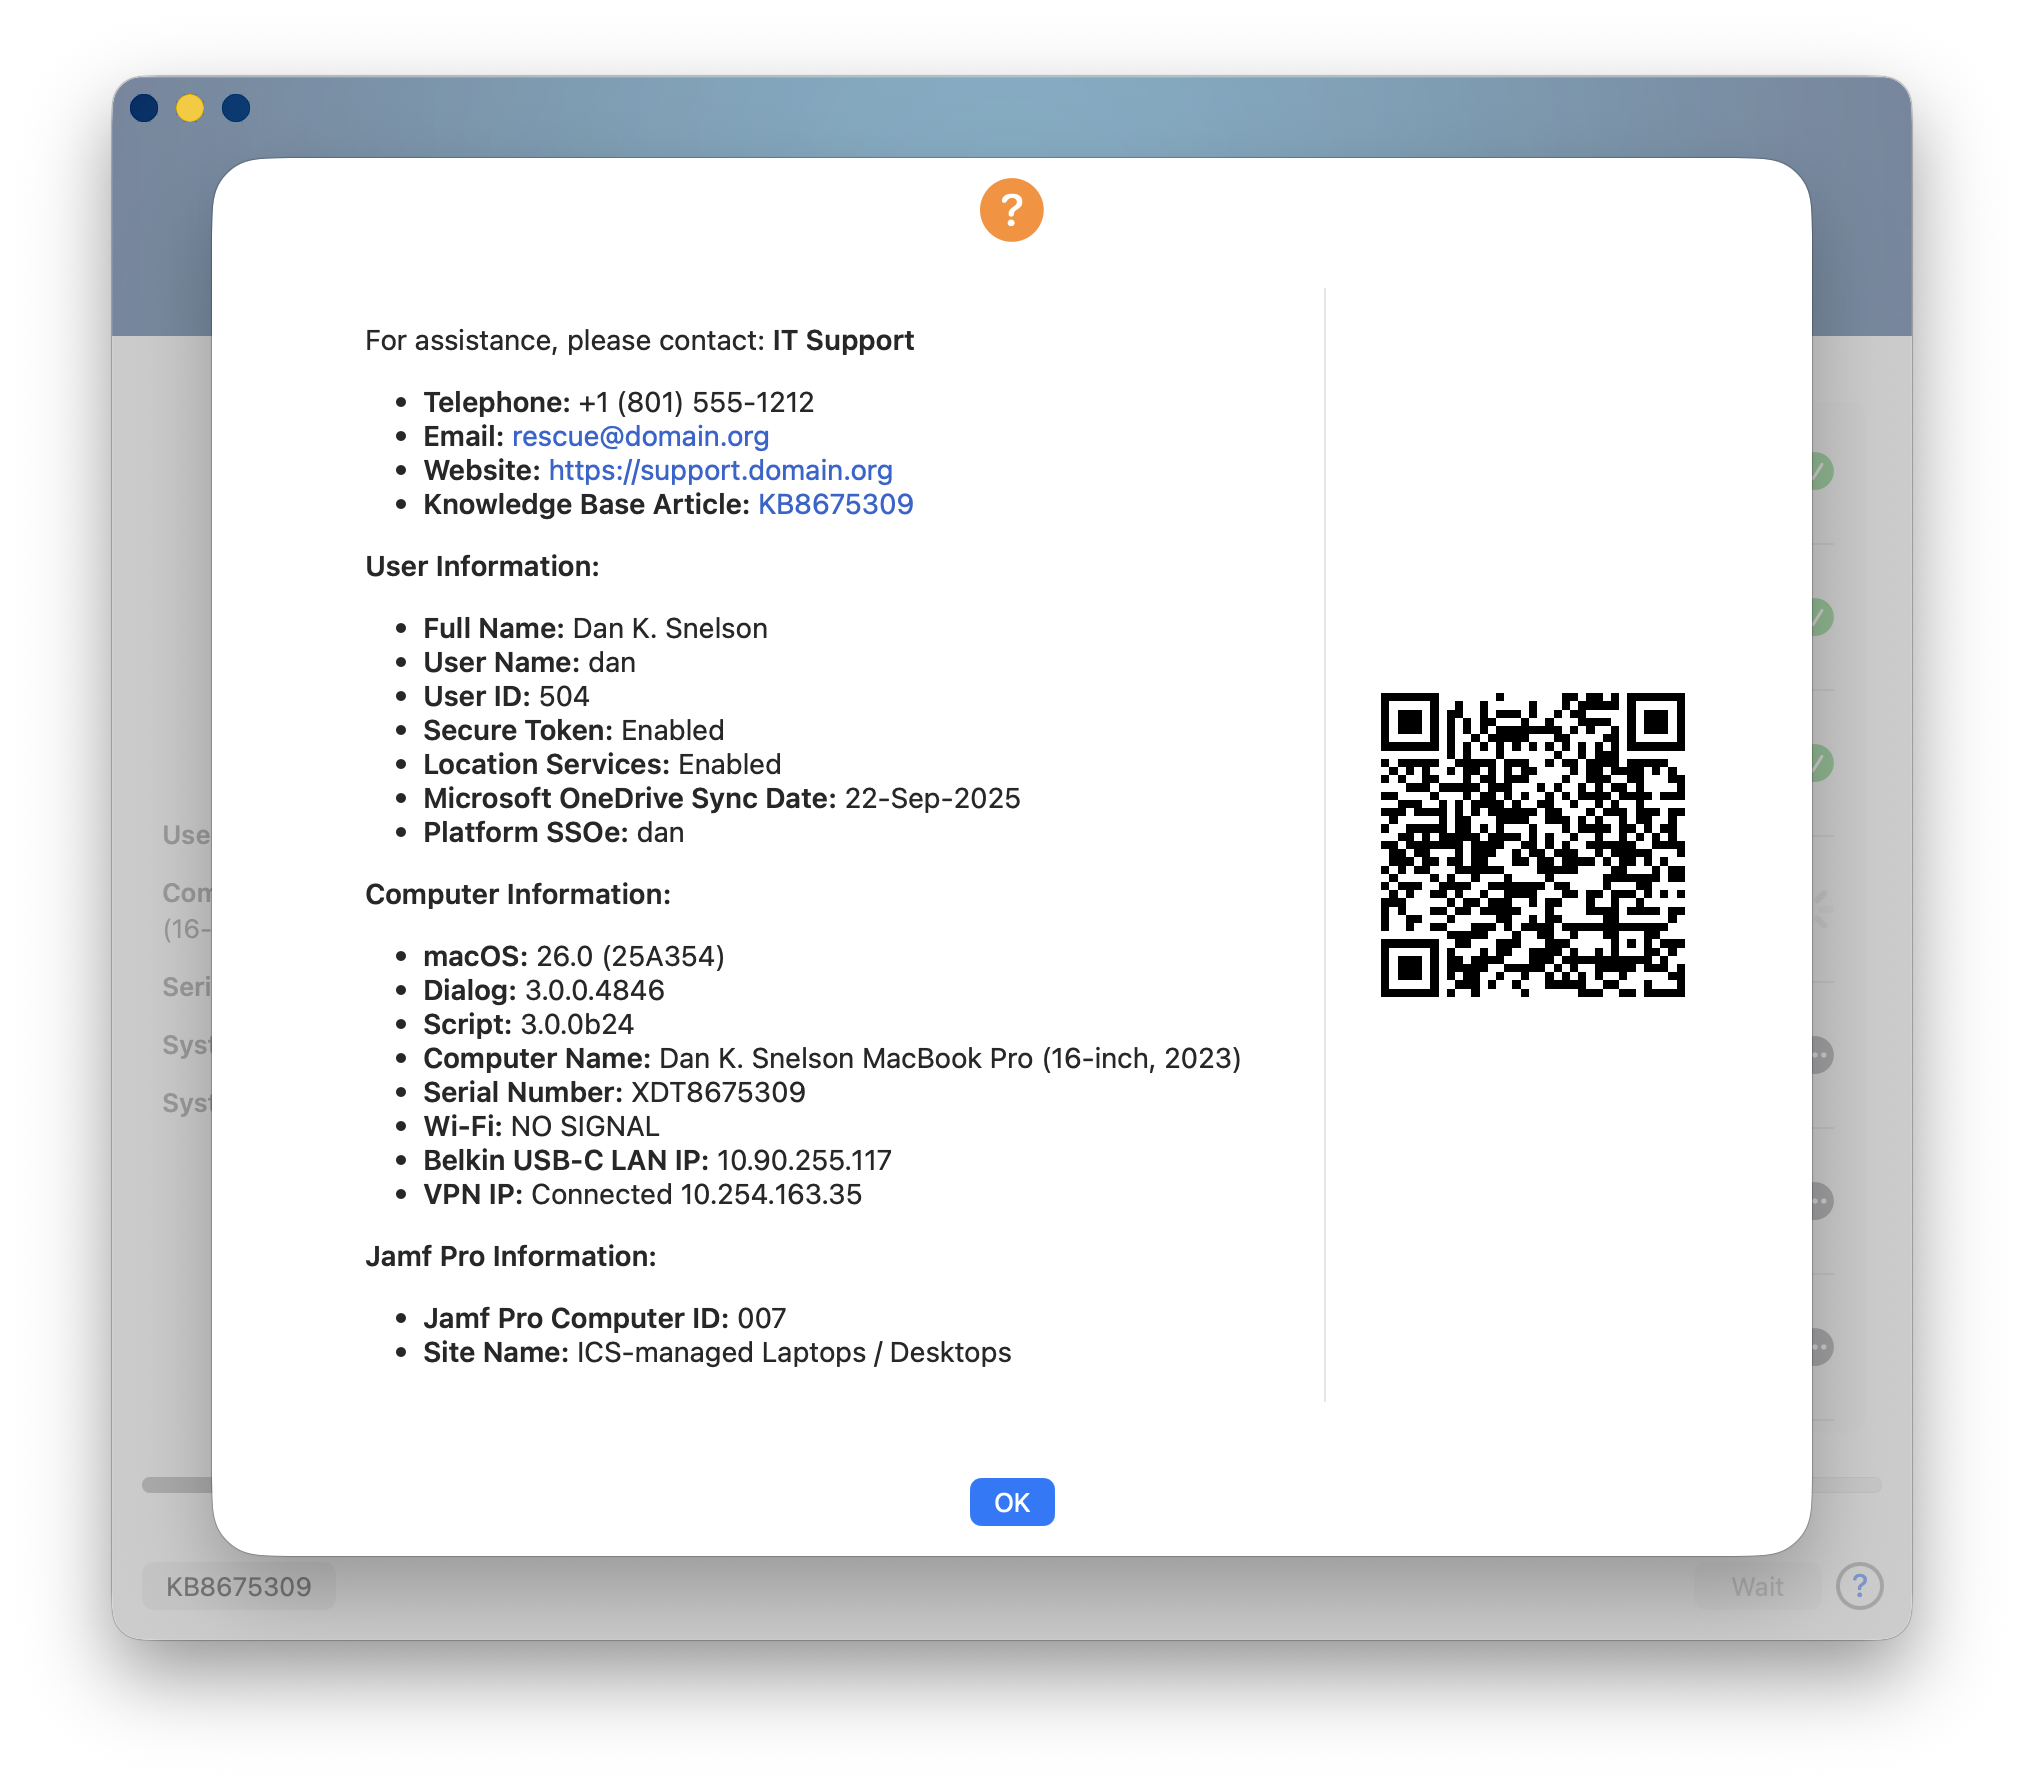 ?
For assistance, please contact: IT Support
• Telephone: +1 (801) 555-1212
• Email: rescue@domain.org
• Website: https://support.domain.org
• Knowledge Base Article: KB8675309
User Information:
• Full Name: Dan K. Snelson
• User Name: dan
• User ID: 504
• Secure Token: Enabled
• Location Services: Enabled
• Microsoft OneDrive Sync Date: 22-Sep-2025
• Platform SSOe: dan
Computer Information:
• macOS: 26.0 (25A354)
• Dialog: 3.0.0.4846
• Script: 3.0.0b24
• Computer Name: Dan K. Snelson MacBook Pro (16-inch, 2023)
• Serial Number: XDT8675309
• Wi-Fi: NO SIGNAL
• Belkin USB-C LAN IP: 10.90.255.117
• VPN IP: Connected 10.254.163.35
Jamf Pro Information:
• Jamf Pro Computer ID: 007
• Site Name: ICS-managed Laptops / Desktops
OK
Use
Com
(16-
Seri
Syst
Syst
KB8675309
Wait
?